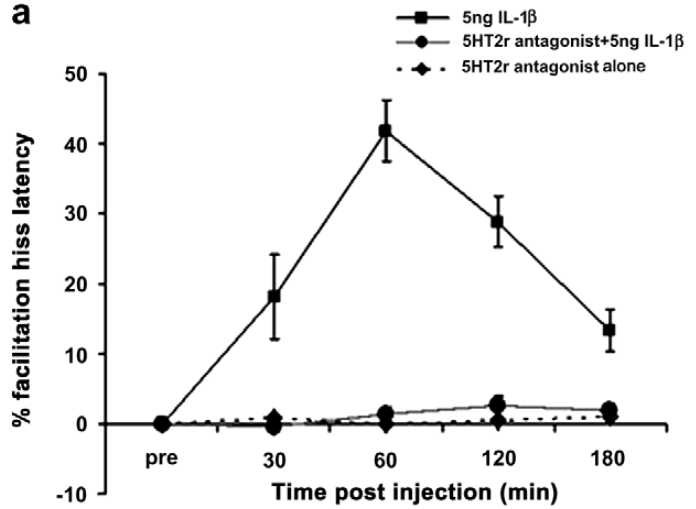 a
5ng IL-1β
5HT2r antagonist+5ng IL-1β
5HT2r antagonist alone
% facilitation hiss latency
50
40
30
20
10
0
-10
pre 30 60 120 180
Time post injection (min)